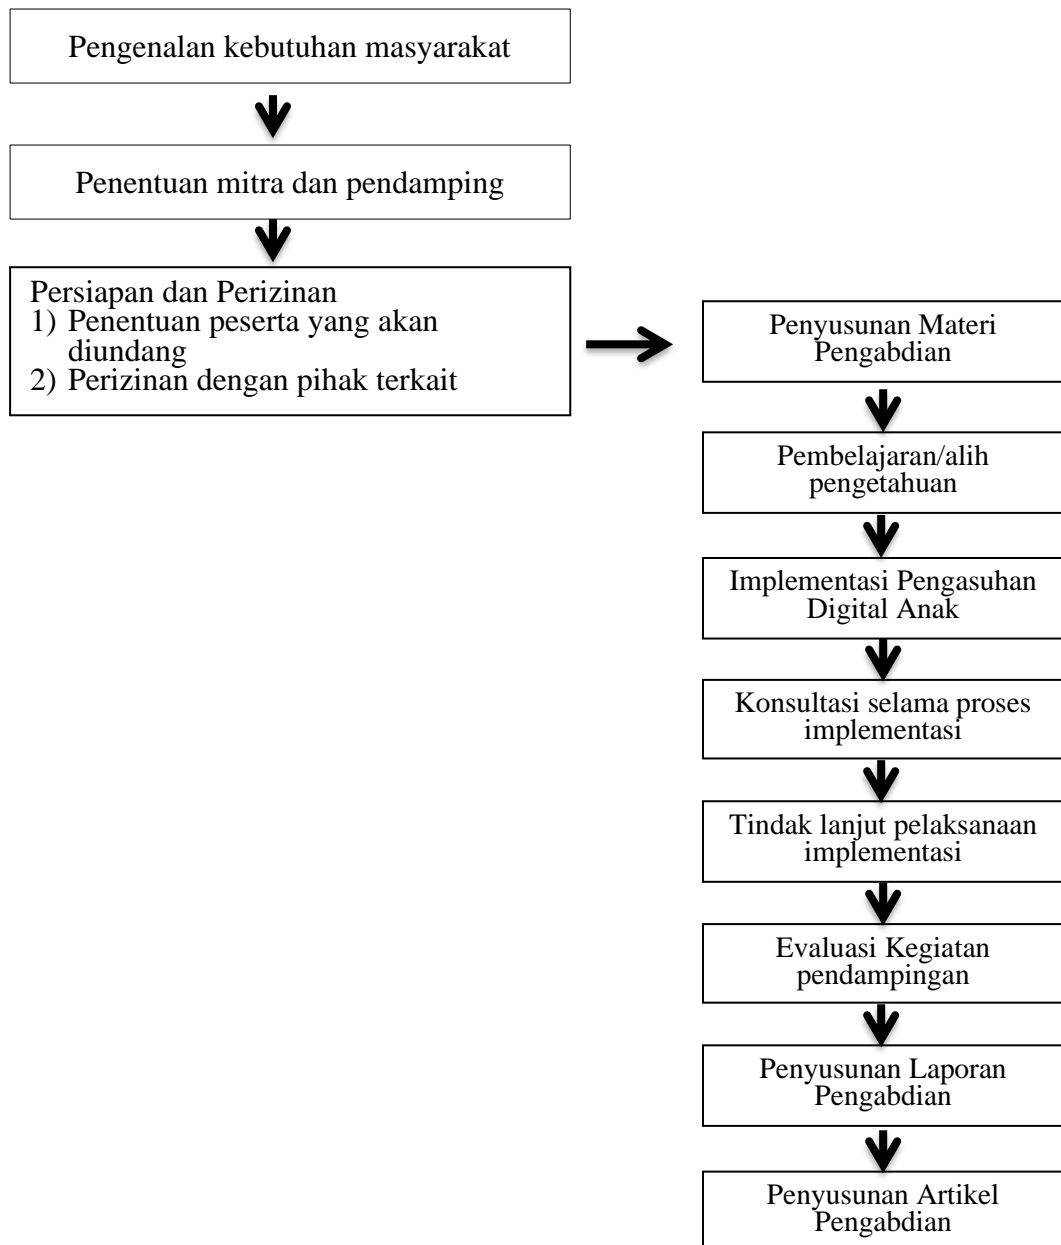 Pengenalan kebutuhan masyarakat
Penentuan mitra dan pendamping
Persiapan dan Perizinan
1) Penentuan peserta yang akan
diundang
2) Perizinan dengan pihak terkait
Penyusunan Materi
Pengabdian
Pembelajaran/alih
pengetahuan
Implementasi Pengasuhan
Digital Anak
Konsultasi selama proses
implementasi
Tindak lanjut pelaksanaan
implementasi
Evaluasi Kegiatan
pendampingan
Penyusunan Laporan
Pengabdian
Penyusunan Artikel
Pengabdian